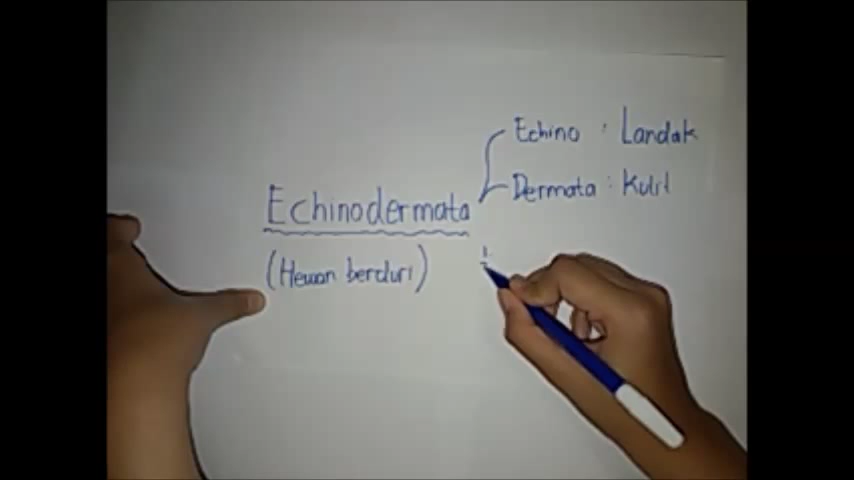 Echino : Landak
Dermata : Kulit
Echinodermata
(Hewan berduri)